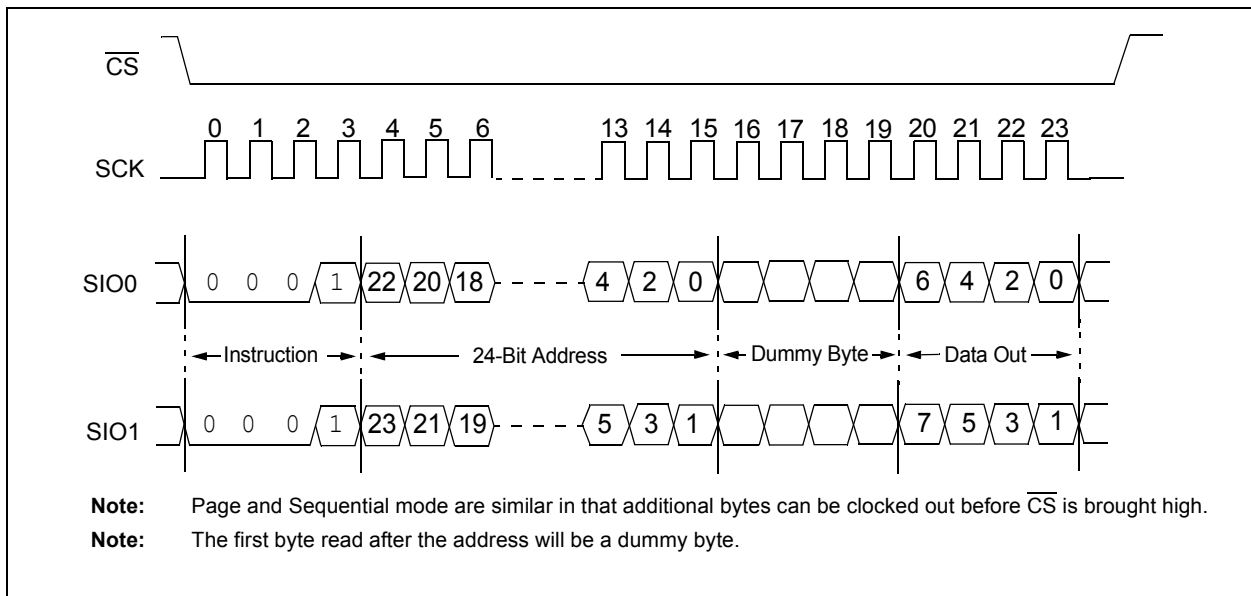 CS
0 1 2 3 4 5 6 13 14 15 16 17 18 19 20 21 22 23
SCK
SIO0 0 0 0 1 22 20 18 4 2 0 6 4 2 0
Instruction 24-Bit Address Dummy Byte Data Out
SIO1 0 0 0 1 23 21 19 5 3 1 7 5 3 1
Note: Page and Sequential mode are similar in that additional bytes can be clocked out before CS is brought high.
Note: The first byte read after the address will be a dummy byte.